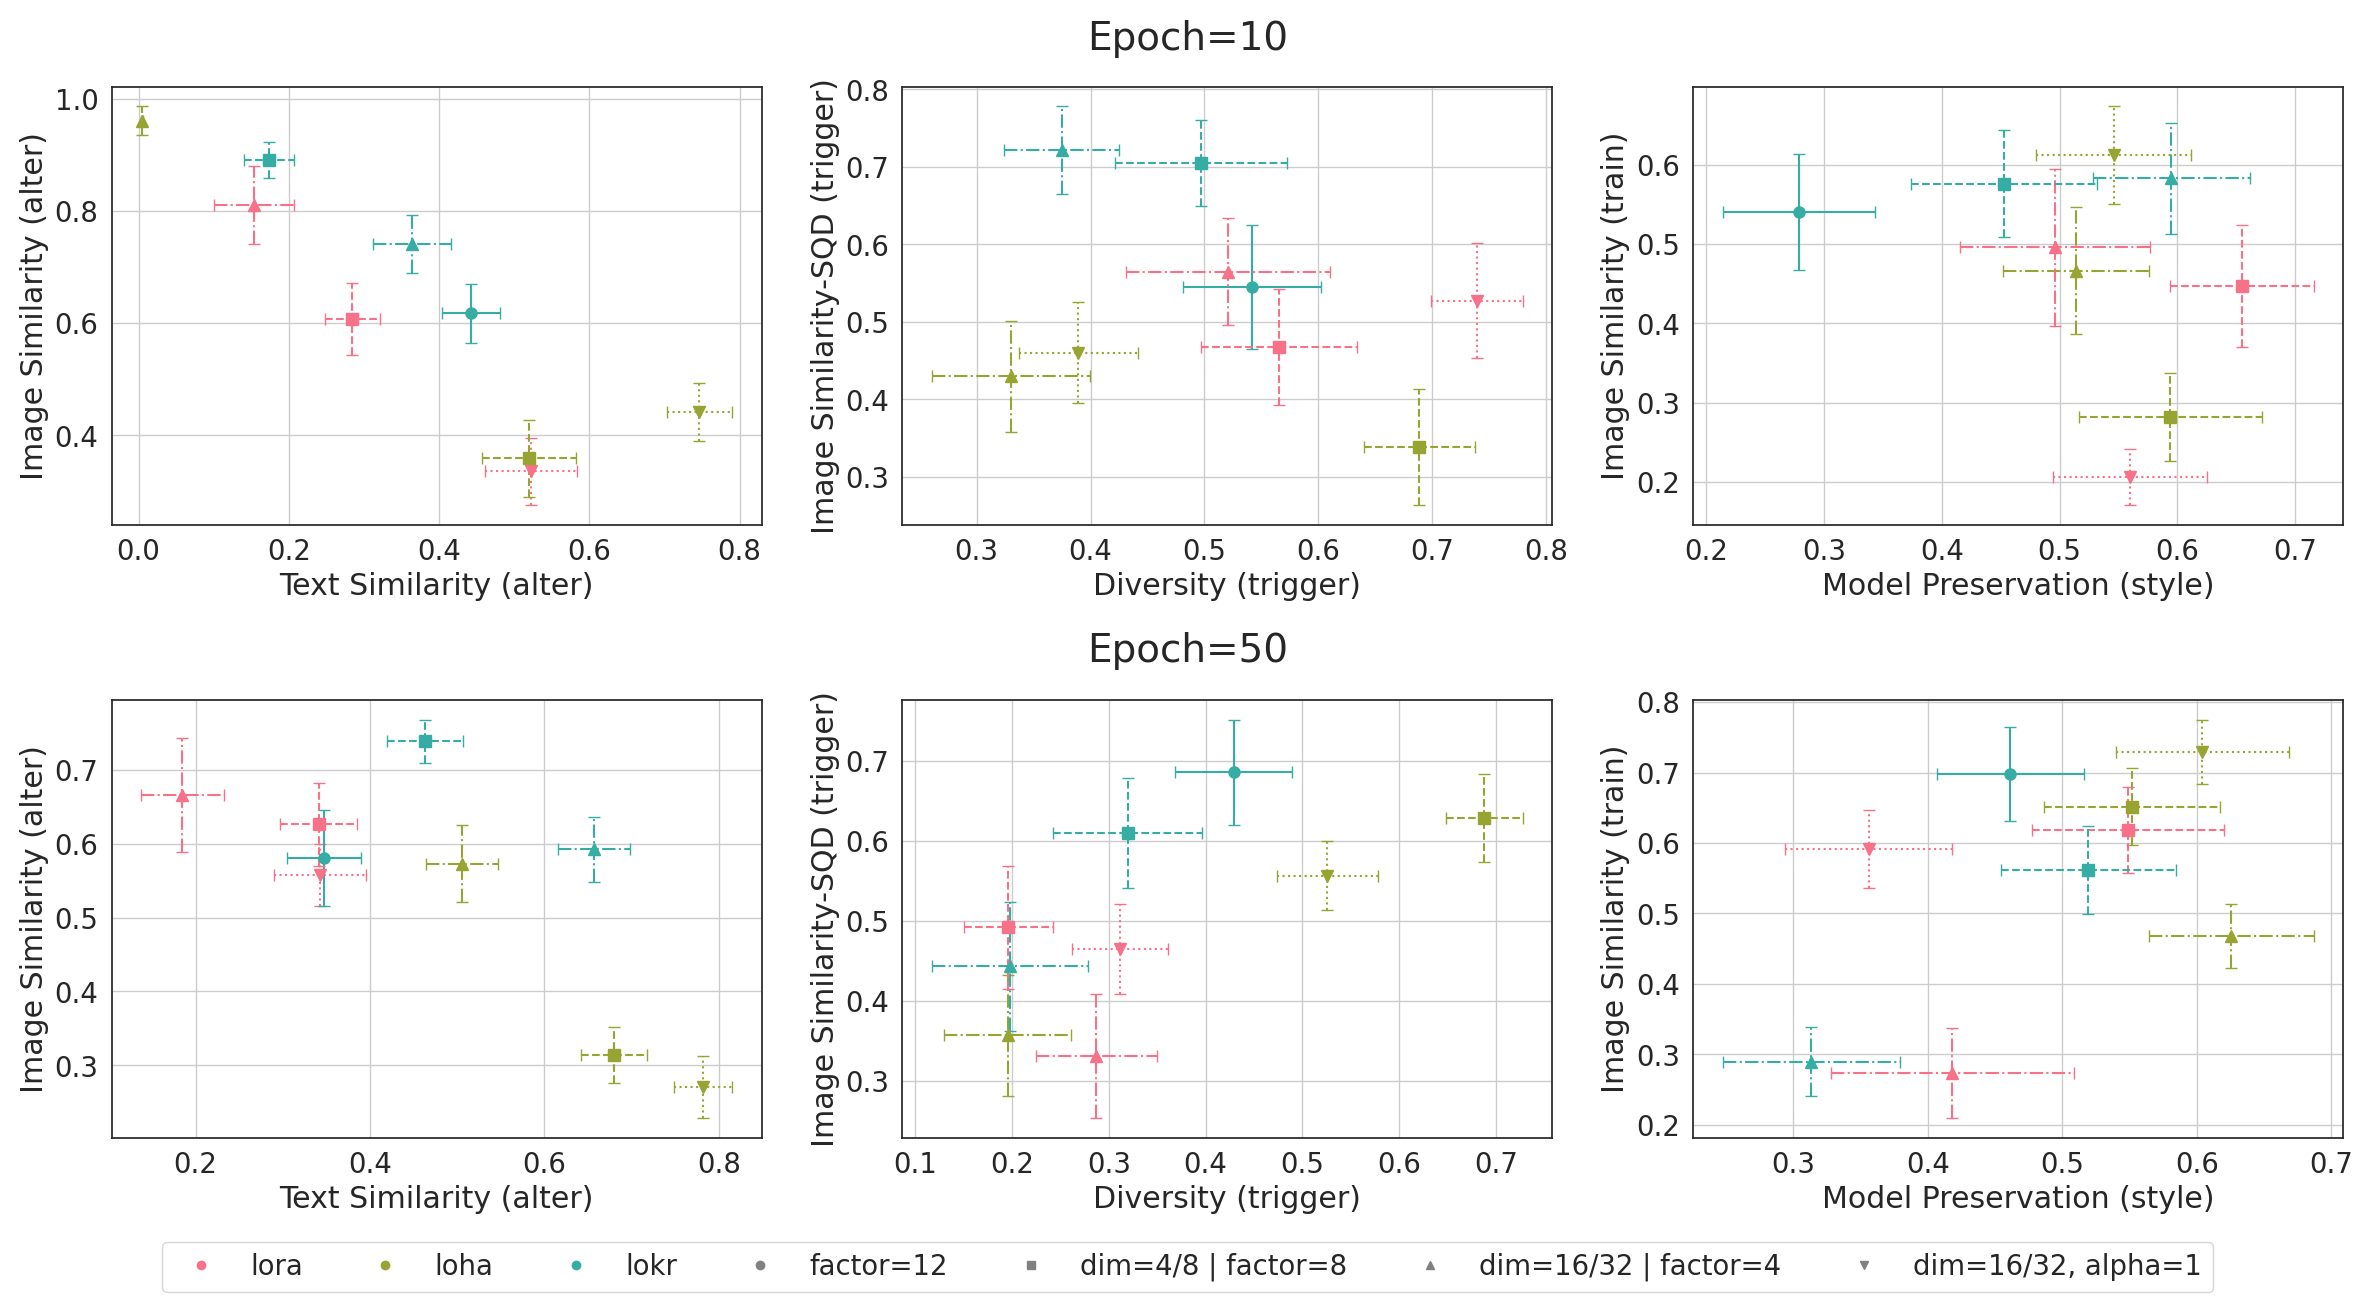 Epoch=10
Image Similarity (alter)
1.0
0.8
0.6
0.4
0.0 0.2 0.4 0.6 0.8
Text Similarity (alter)
Image Similarity-SQD (trigger)
0.8
0.7
0.6
0.5
0.4
0.3
0.3 0.4 0.5 0.6 0.7 0.8
Diversity (trigger)
Image Similarity (train)
0.6
0.5
0.4
0.3
0.2
0.2 0.3 0.4 0.5 0.6 0.7
Model Preservation (style)
Epoch=50
Image Similarity (alter)
0.7
0.6
0.5
0.4
0.3
0.2 0.4 0.6 0.8
Text Similarity (alter)
Image Similarity-SQD (trigger)
0.7
0.6
0.5
0.4
0.3
0.1 0.2 0.3 0.4 0.5 0.6 0.7
Diversity (trigger)
Image Similarity (train)
0.8
0.7
0.6
0.5
0.4
0.3
0.2
0.3 0.4 0.5 0.6 0.7
Model Preservation (style)
lora loha lokr factor=12 dim=4/8 | factor=8 dim=16/32 | factor=4 dim=16/32, alpha=1